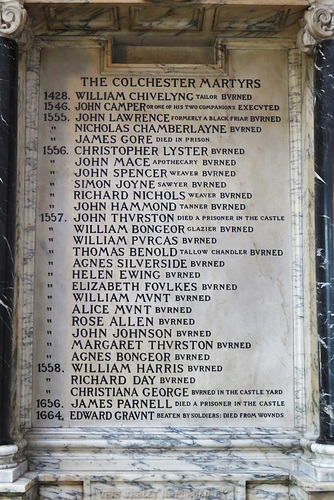 THE COLCHESTER MARTYRS
1428. WILLIAM CHIVELYNG TAILOR BVRNED
1546. JOHN CAMPER OR ONE OF HIS TWO COMPANIONS EXECVTED
1555. JOHN LAWRENCE FORMERLY A BLACK FRIAR BVRNED
" NICHOLAS CHAMBERLAYNE BVRNED
" JAMES GORE DIED IN PRISON
1556. CHRISTOPHER LYSTER BVRNED
" JOHN MACE APOTHECARY BVRNED
" JOHN SPENCER WEAVER BVRNED
" SIMON JOYNE SAWYER BVRNED
" RICHARD NICHOLS WEAVER BVRNED
" JOHN HAMMOND TANNER BVRNED
1557. JOHN THVRSTON DIED A PRISONER IN THE CASTLE
" WILLIAM BONGEOR GLAZIER BVRNED
" WILLIAM PVRCAS BVRNED
" THOMAS BENOLD TALLOW CHANDLER BVRNED
" AGNES SILVERSIDE BVRNED
" HELEN EWING BVRNED
" ELIZABETH FOVLKES BVRNED
" WILLIAM MVNT BVRNED
" ALICE MVNT BVRNED
" ROSE ALLEN BVRNED
" JOHN JOHNSON BVRNED
" MARGARET THVRSTON BVRNED
" AGNES BONGEOR BVRNED
1558. WILLIAM HARRIS BVRNED
" RICHARD DAY BVRNED
" CHRISTIANA GEORGE BVRNED IN THE CASTLE YARD
1656. JAMES PARNELL DIED A PRISONER IN THE CASTLE
1664. EDWARD GRAVNT BEATEN BY SOLDIERS: DIED FROM WOVNDS